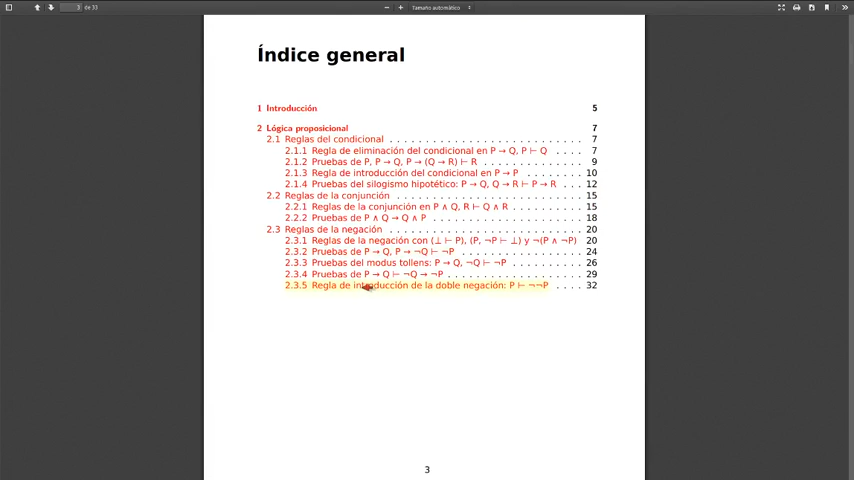 3 de 33
Tamaño automático
Índice general
1 Introducción 5
2 Lógica proposicional 7
2.1 Reglas del condicional . . . . . . . . . . . . . . . . . . . . . . . . . . 7
2.1.1 Regla de eliminación del condicional en P → Q, P ⊢ Q . . . . 7
2.1.2 Pruebas de P, P → Q, P → (Q → R) ⊢ R . . . . . . . . . . . . 9
2.1.3 Regla de introducción del condicional en P → P . . . . . . . 10
2.1.4 Pruebas del silogismo hipotético: P → Q, Q → R ⊢ P → R . . . 12
2.2 Reglas de la conjunción . . . . . . . . . . . . . . . . . . . . . . . . . 15
2.2.1 Reglas de la conjunción en P ∧ Q, R ⊢ Q ∧ R . . . . . . . . . 15
2.2.2 Pruebas de P ∧ Q → Q ∧ P . . . . . . . . . . . . . . . . . . 18
2.3 Reglas de la negación . . . . . . . . . . . . . . . . . . . . . . . . . . 20
2.3.1 Reglas de la negación con (⊥ ⊢ P), (P, ¬P ⊢ ⊥) y ¬(P ∧ ¬P) 20
2.3.2 Pruebas de P → Q, P → ¬Q ⊢ ¬P . . . . . . . . . . . . . . . 24
2.3.3 Pruebas del modus tollens: P → Q, ¬Q ⊢ ¬P . . . . . . . . . 26
2.3.4 Pruebas de P → Q ⊢ ¬Q → ¬P . . . . . . . . . . . . . . . . 29
2.3.5 Regla de introducción de la doble negación: P ⊢ ¬¬P . . . . 32
3